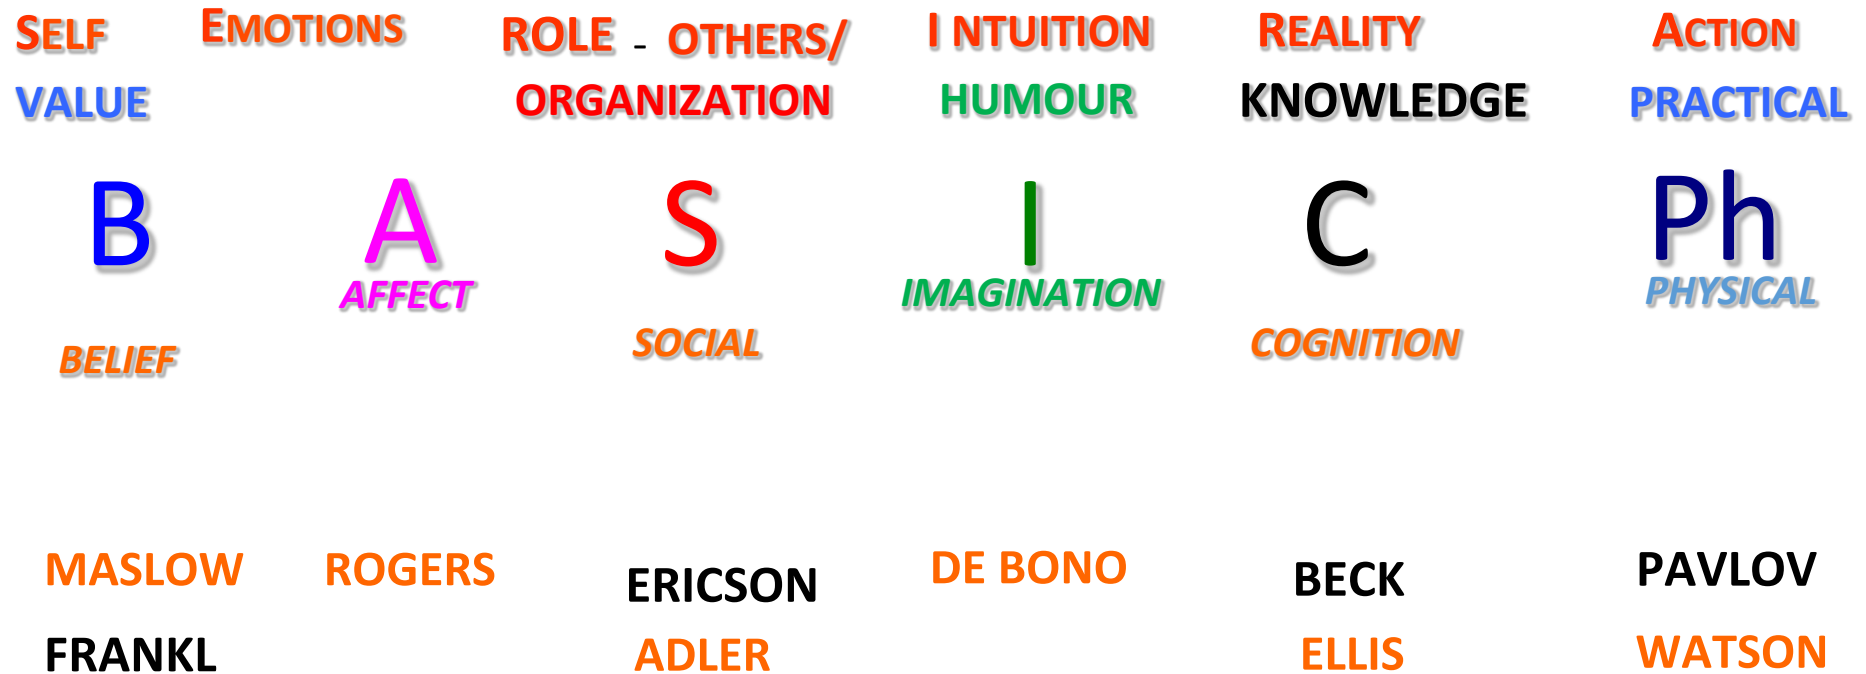 SELF EMOTIONS ROLE - OTHERS/ I NTUITION REALITY ACTION
VALUE ORGANIZATION HUMOUR KNOWLEDGE PRACTICAL
B A S I C Ph
AFFECT IMAGINATION PHYSICAL
BELIEF SOCIAL COGNITION
MASLOW ROGERS ERICSON DE BONO BECK PAVLOV
FRANKL ADLER ELLIS WATSON